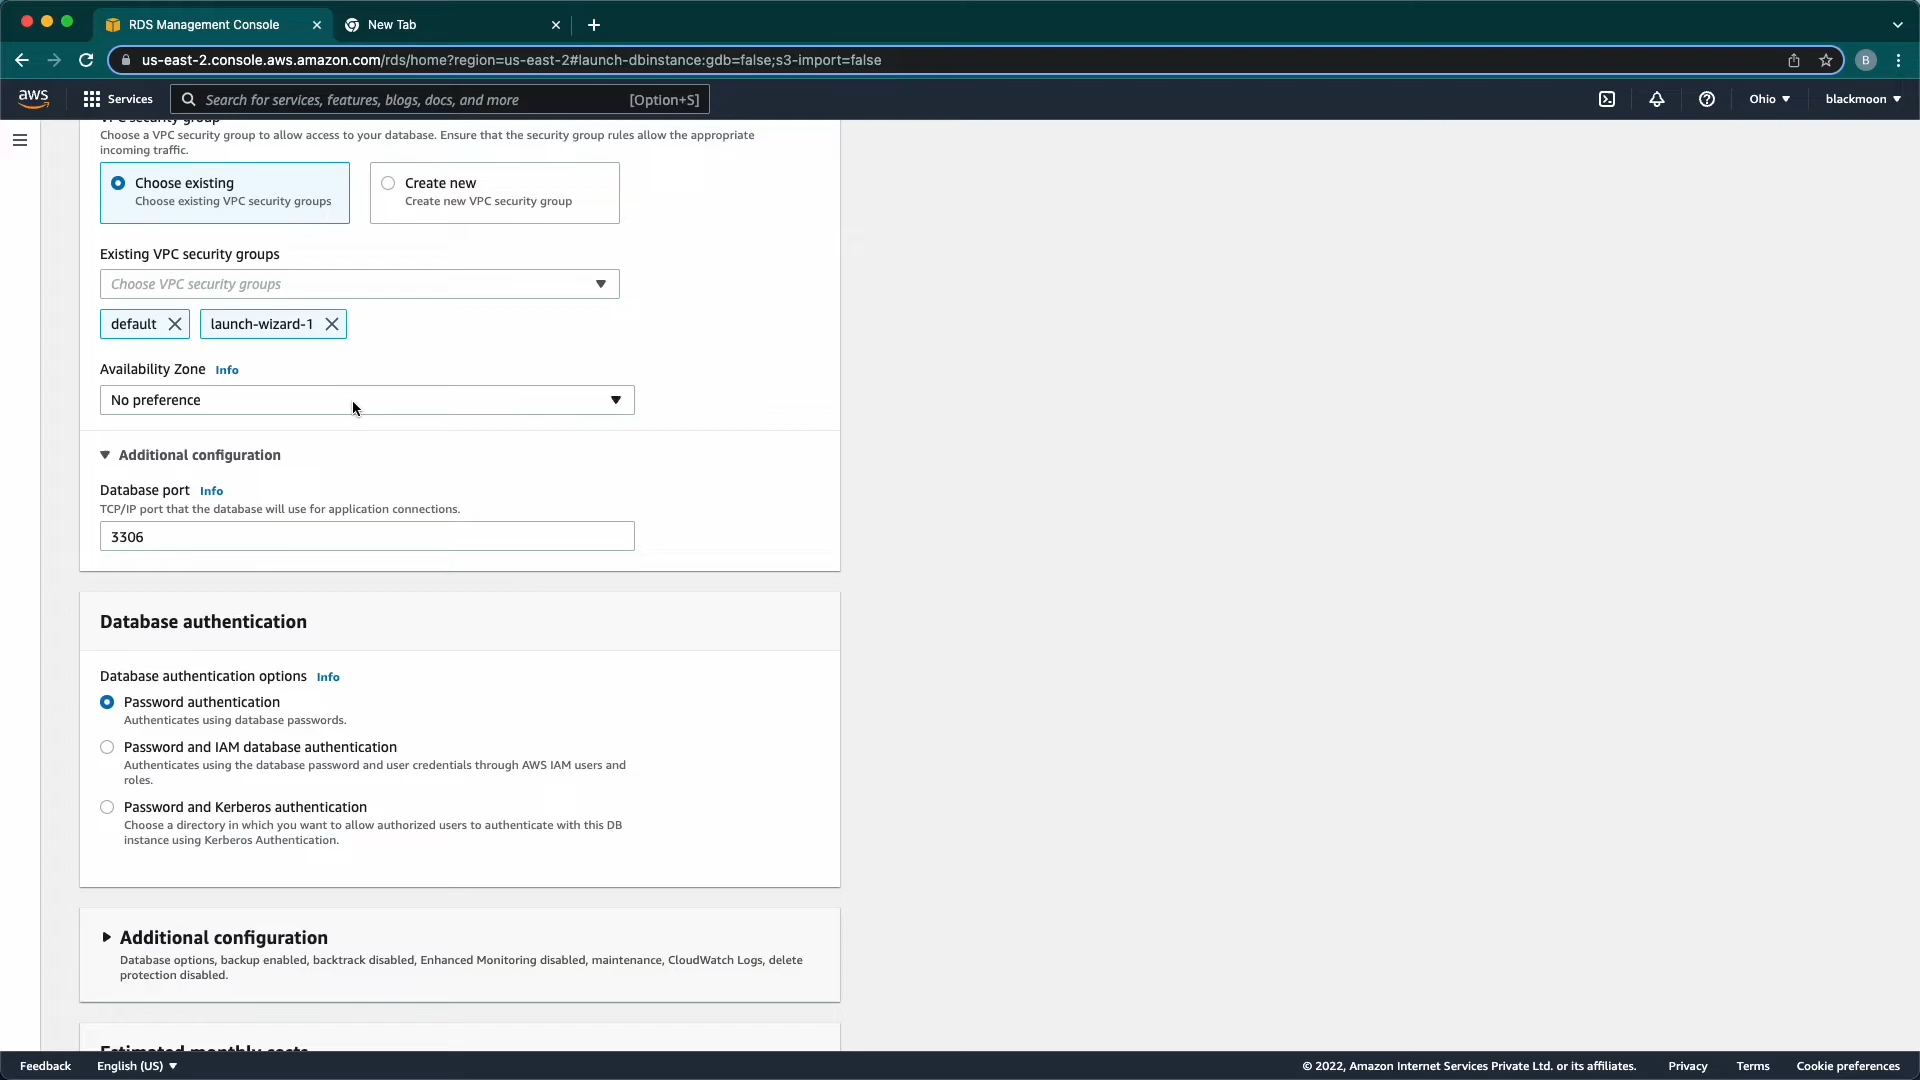 RDS Management Console
New Tab
us-east-2.console.aws.amazon.com/rds/home?region=us-east-2#launch-dbinstance:gdb=false;s3-import=false
B
aws
Services
Search for services, features, blogs, docs, and more
[Option+S]
Ohio
blackmoon
VPC security group
Choose a VPC security group to allow access to your database. Ensure that the security group rules allow the appropriate
incoming traffic.
Choose existing
Choose existing VPC security groups
Create new
Create new VPC security group
Existing VPC security groups
Choose VPC security groups
default
launch-wizard-1
Availability Zone Info
No preference
Additional configuration
Database port Info
TCP/IP port that the database will use for application connections.
3306
Database authentication
Database authentication options Info
Password authentication
Authenticates using database passwords.
Password and IAM database authentication
Authenticates using the database password and user credentials through AWS IAM users and
roles.
Password and Kerberos authentication
Choose a directory in which you want to allow authorized users to authenticate with this DB
instance using Kerberos Authentication.
Additional configuration
Database options, backup enabled, backtrack disabled, Enhanced Monitoring disabled, maintenance, CloudWatch Logs, delete
protection disabled.
Estimated monthly costs
Feedback
English (US)
© 2022, Amazon Internet Services Private Ltd. or its affiliates.
Privacy
Terms
Cookie preferences